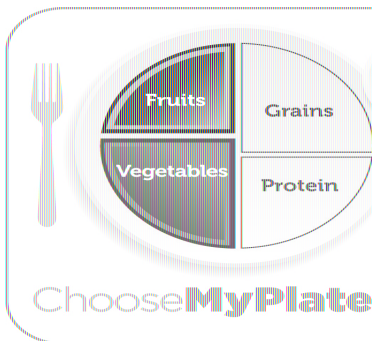 Fruits
Grains
Vegetables
Protein
ChooseMyPlate